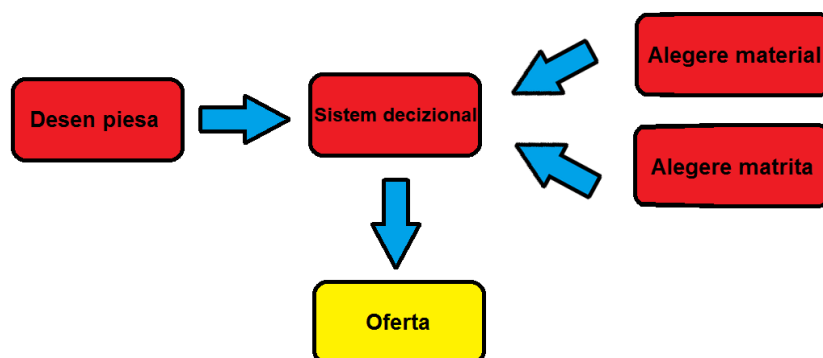 Desen piesa
Sistem decizional
Alegere material
Alegere matrita
Oferta